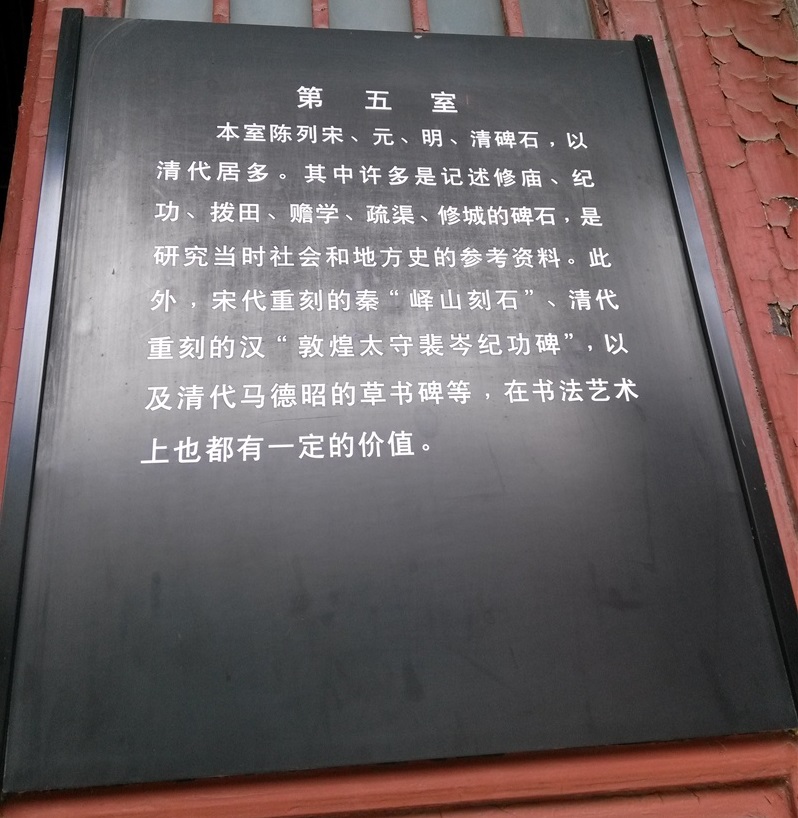 第 五 室
本室陈列宋、元、明、清碑石，以
清代居多。其中许多是记述修庙、纪
功、拨田、赡学、疏渠、修城的碑石，是
研究当时社会和地方史的参考资料。此
外，宋代重刻的秦“峄山刻石”、清代
重刻的汉“敦煌太守裴岑纪功碑”，以
及清代马德昭的草书碑等，在书法艺术
上也都有一定的价值。